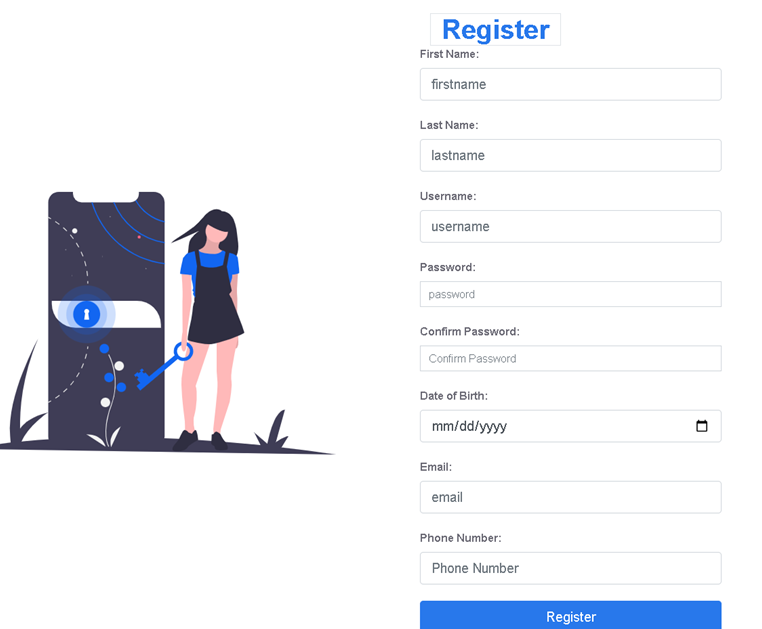 Register
First Name:
firstname
Last Name:
lastname
Username:
username
Password:
password
Confirm Password:
Confirm Password
Date of Birth:
mm/dd/yyyy
Email:
email
Phone Number:
Phone Number
Register